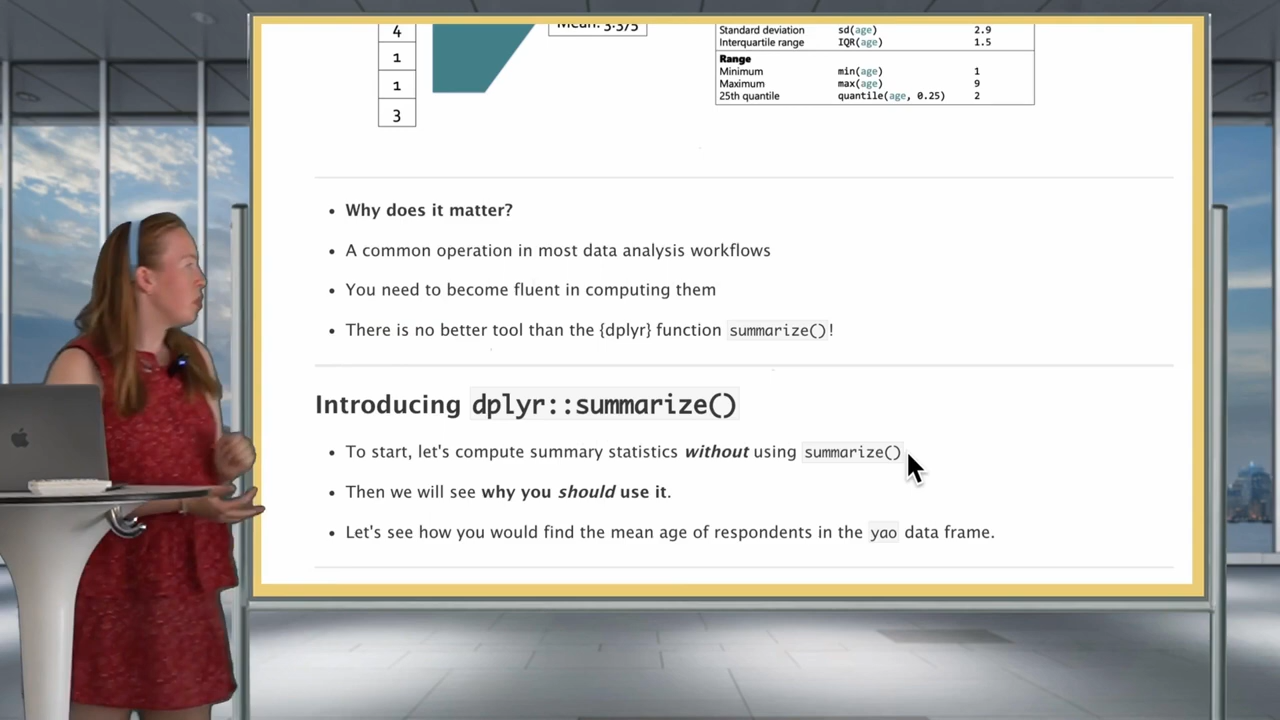 4
Mean: 3.375
1
1
3
Standard deviation sd(age) 2.9
Interquartile range IQR(age) 1.5
Range
Minimum min(age) 1
Maximum max(age) 9
25th quantile quantile(age, 0.25) 2
• Why does it matter?
• A common operation in most data analysis workflows
• You need to become fluent in computing them
• There is no better tool than the {dplyr} function summarize()!
Introducing dplyr::summarize()
• To start, let's compute summary statistics without using summarize()
• Then we will see why you should use it.
• Let's see how you would find the mean age of respondents in the yao data frame.